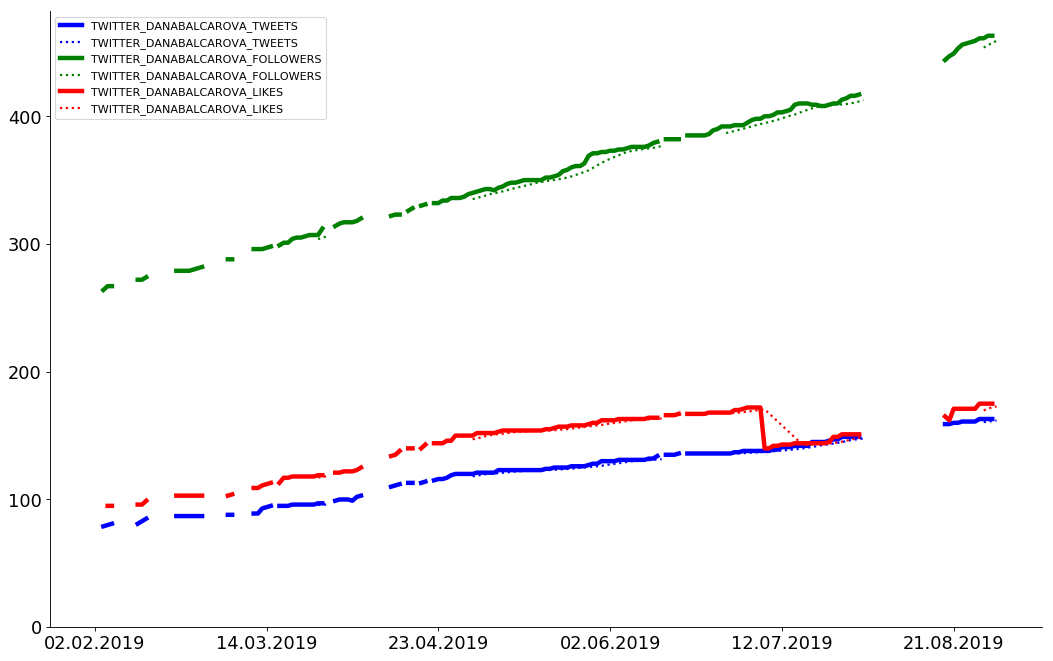 TWITTER_DANABALCAROVA_TWEETS
TWITTER_DANABALCAROVA_TWEETS
TWITTER_DANABALCAROVA_FOLLOWERS
TWITTER_DANABALCAROVA_FOLLOWERS
TWITTER_DANABALCAROVA_LIKES
TWITTER_DANABALCAROVA_LIKES
400
300
200
100
0
02.02.2019 14.03.2019 23.04.2019 02.06.2019 12.07.2019 21.08.2019